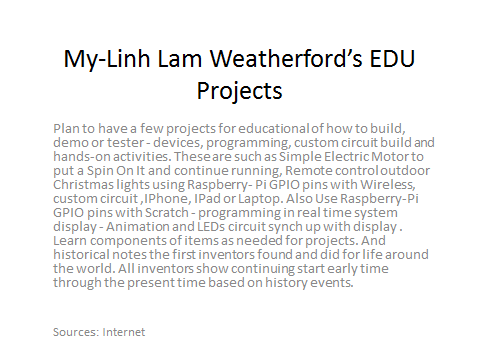 My-Linh Lam Weatherford's EDU
Projects
Plan to have a few projects for educational of how to build,
demo or tester - devices, programming, custom circuit build and
hands-on activities. These are such as Simple Electric Motor to
put a Spin On It and continue running, Remote control outdoor
Christmas lights using Raspberry- Pi GPIO pins with Wireless,
custom circuit ,IPhone, IPad or Laptop. Also Use Raspberry-Pi
GPIO pins with Scratch - programming in real time system
display - Animation and LEDs circuit synch up with display .
Learn components of items as needed for projects. And
historical notes the first inventors found and did for life around
the world. All inventors show continuing start early time
through the present time based on history events.
Sources: Internet